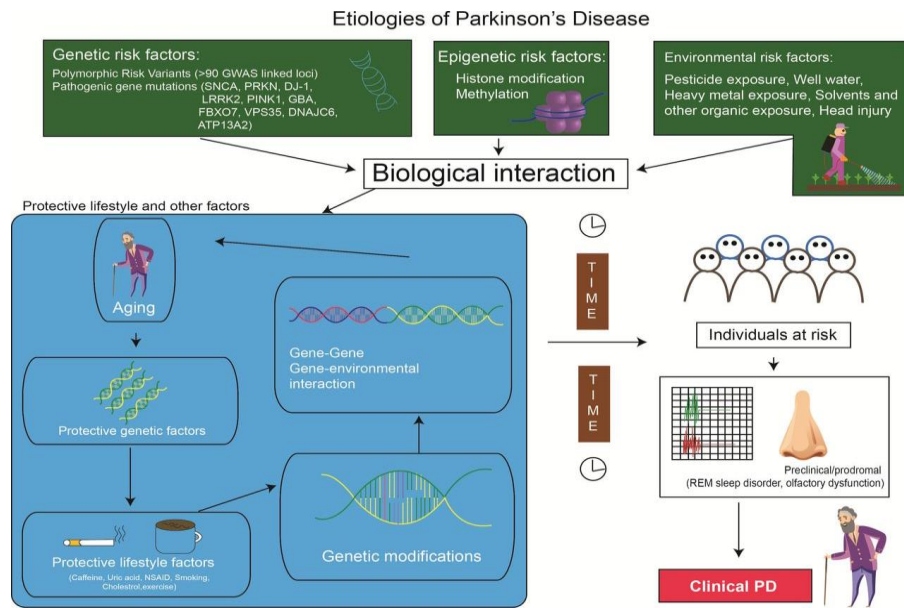 Etiologies of Parkinson's Disease
Genetic risk factors:
Polymorphic Risk Variants (>90 GWAS linked loci)
Pathogenic gene mutations (SNCA, PRKN, DJ-1,
LRRK2, PINK1, GBA,
FBXO7, VPS35, DNAJC6,
ATP13A2)
Epigenetic risk factors:
Histone modification
Methylation
Environmental risk factors:
Pesticide exposure, Well water,
Heavy metal exposure, Solvents and
other organic exposure, Head injury
Biological interaction
Protective lifestyle and other factors
Aging
Protective genetic factors
Protective lifestyle factors
(Caffeine, Uric acid, NSAID, Smoking,
Cholestrol,exercise)
Genetic modifications
Gene-Gene
Gene-environmental
interaction
T
I
M
E
T
I
M
E
Individuals at risk
Preclinical/prodromal
(REM sleep disorder, olfactory dysfunction)
Clinical PD